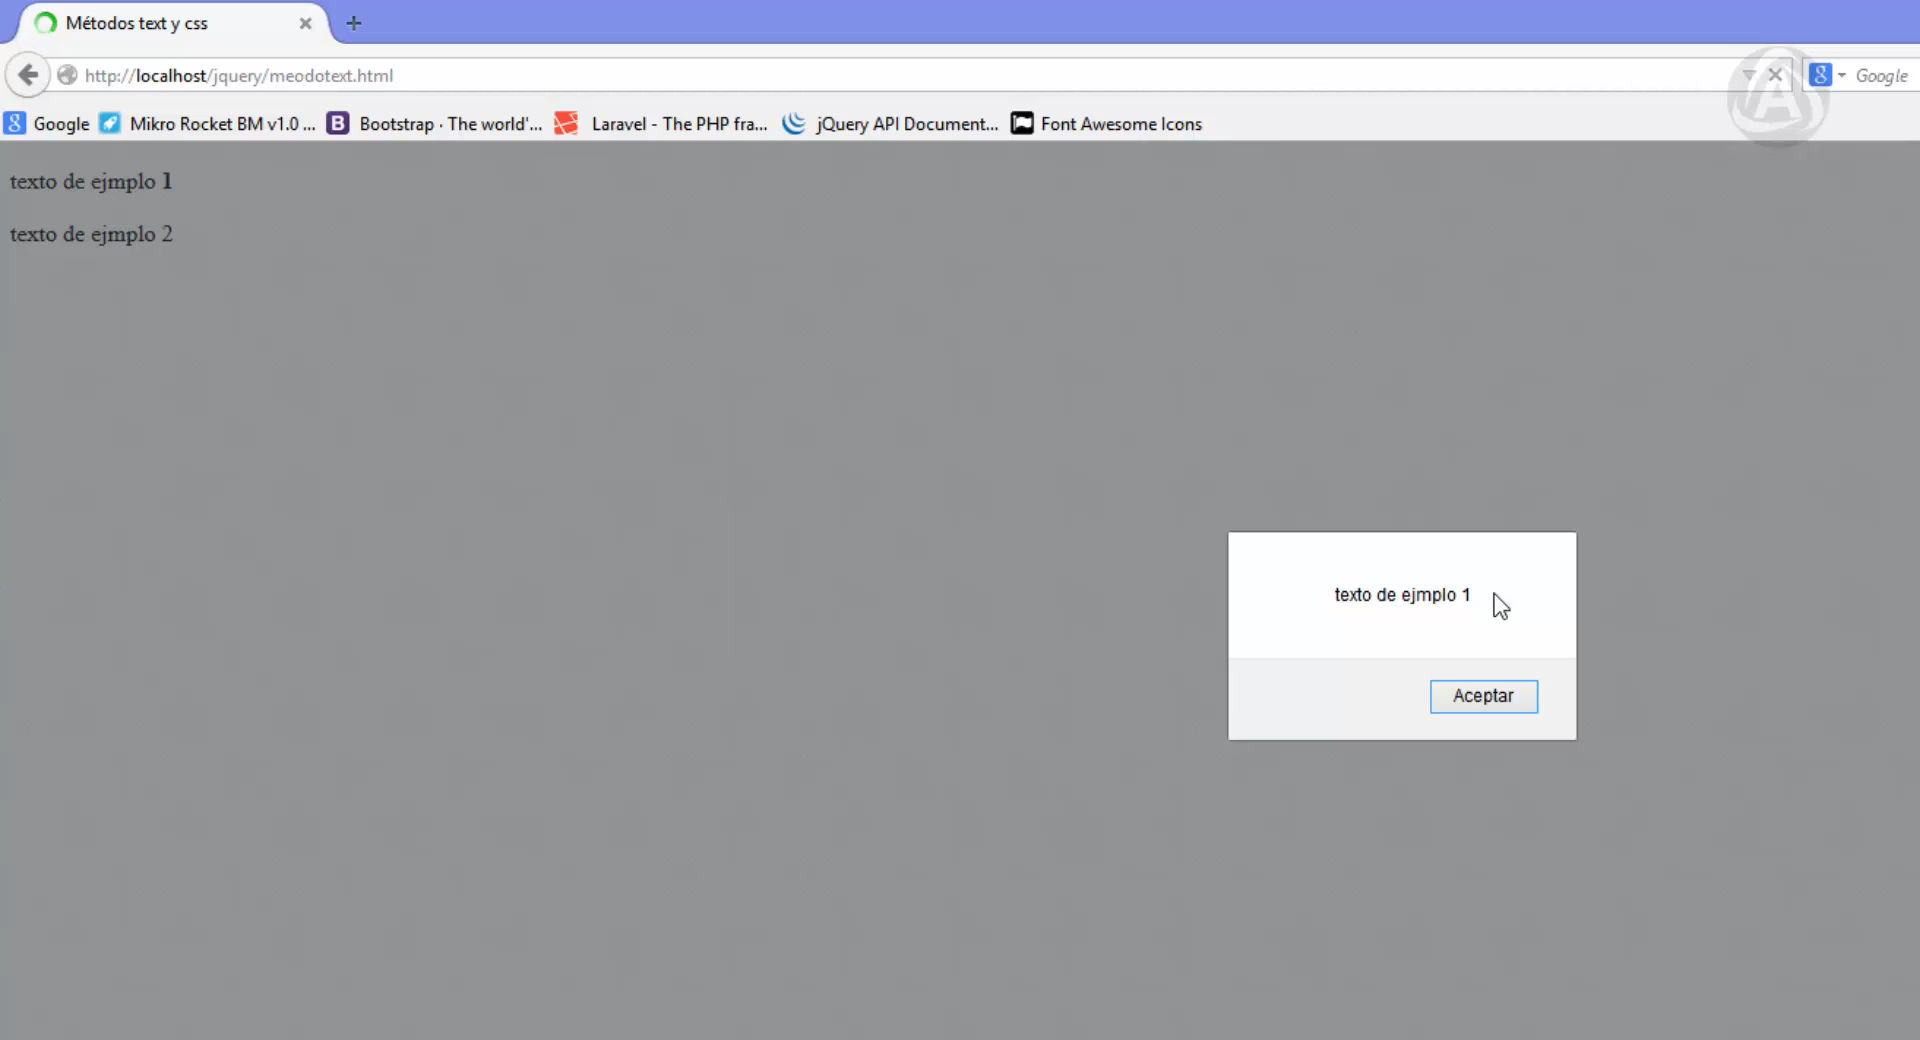 Métodos text y css
http://localhost/jquery/meodotext.html
Google
Google Mikro Rocket BM v1.0 ... Bootstrap · The world'... Laravel - The PHP fra... jQuery API Document... Font Awesome Icons
texto de ejmplo 1
texto de ejmplo 2
texto de ejmplo 1
Aceptar